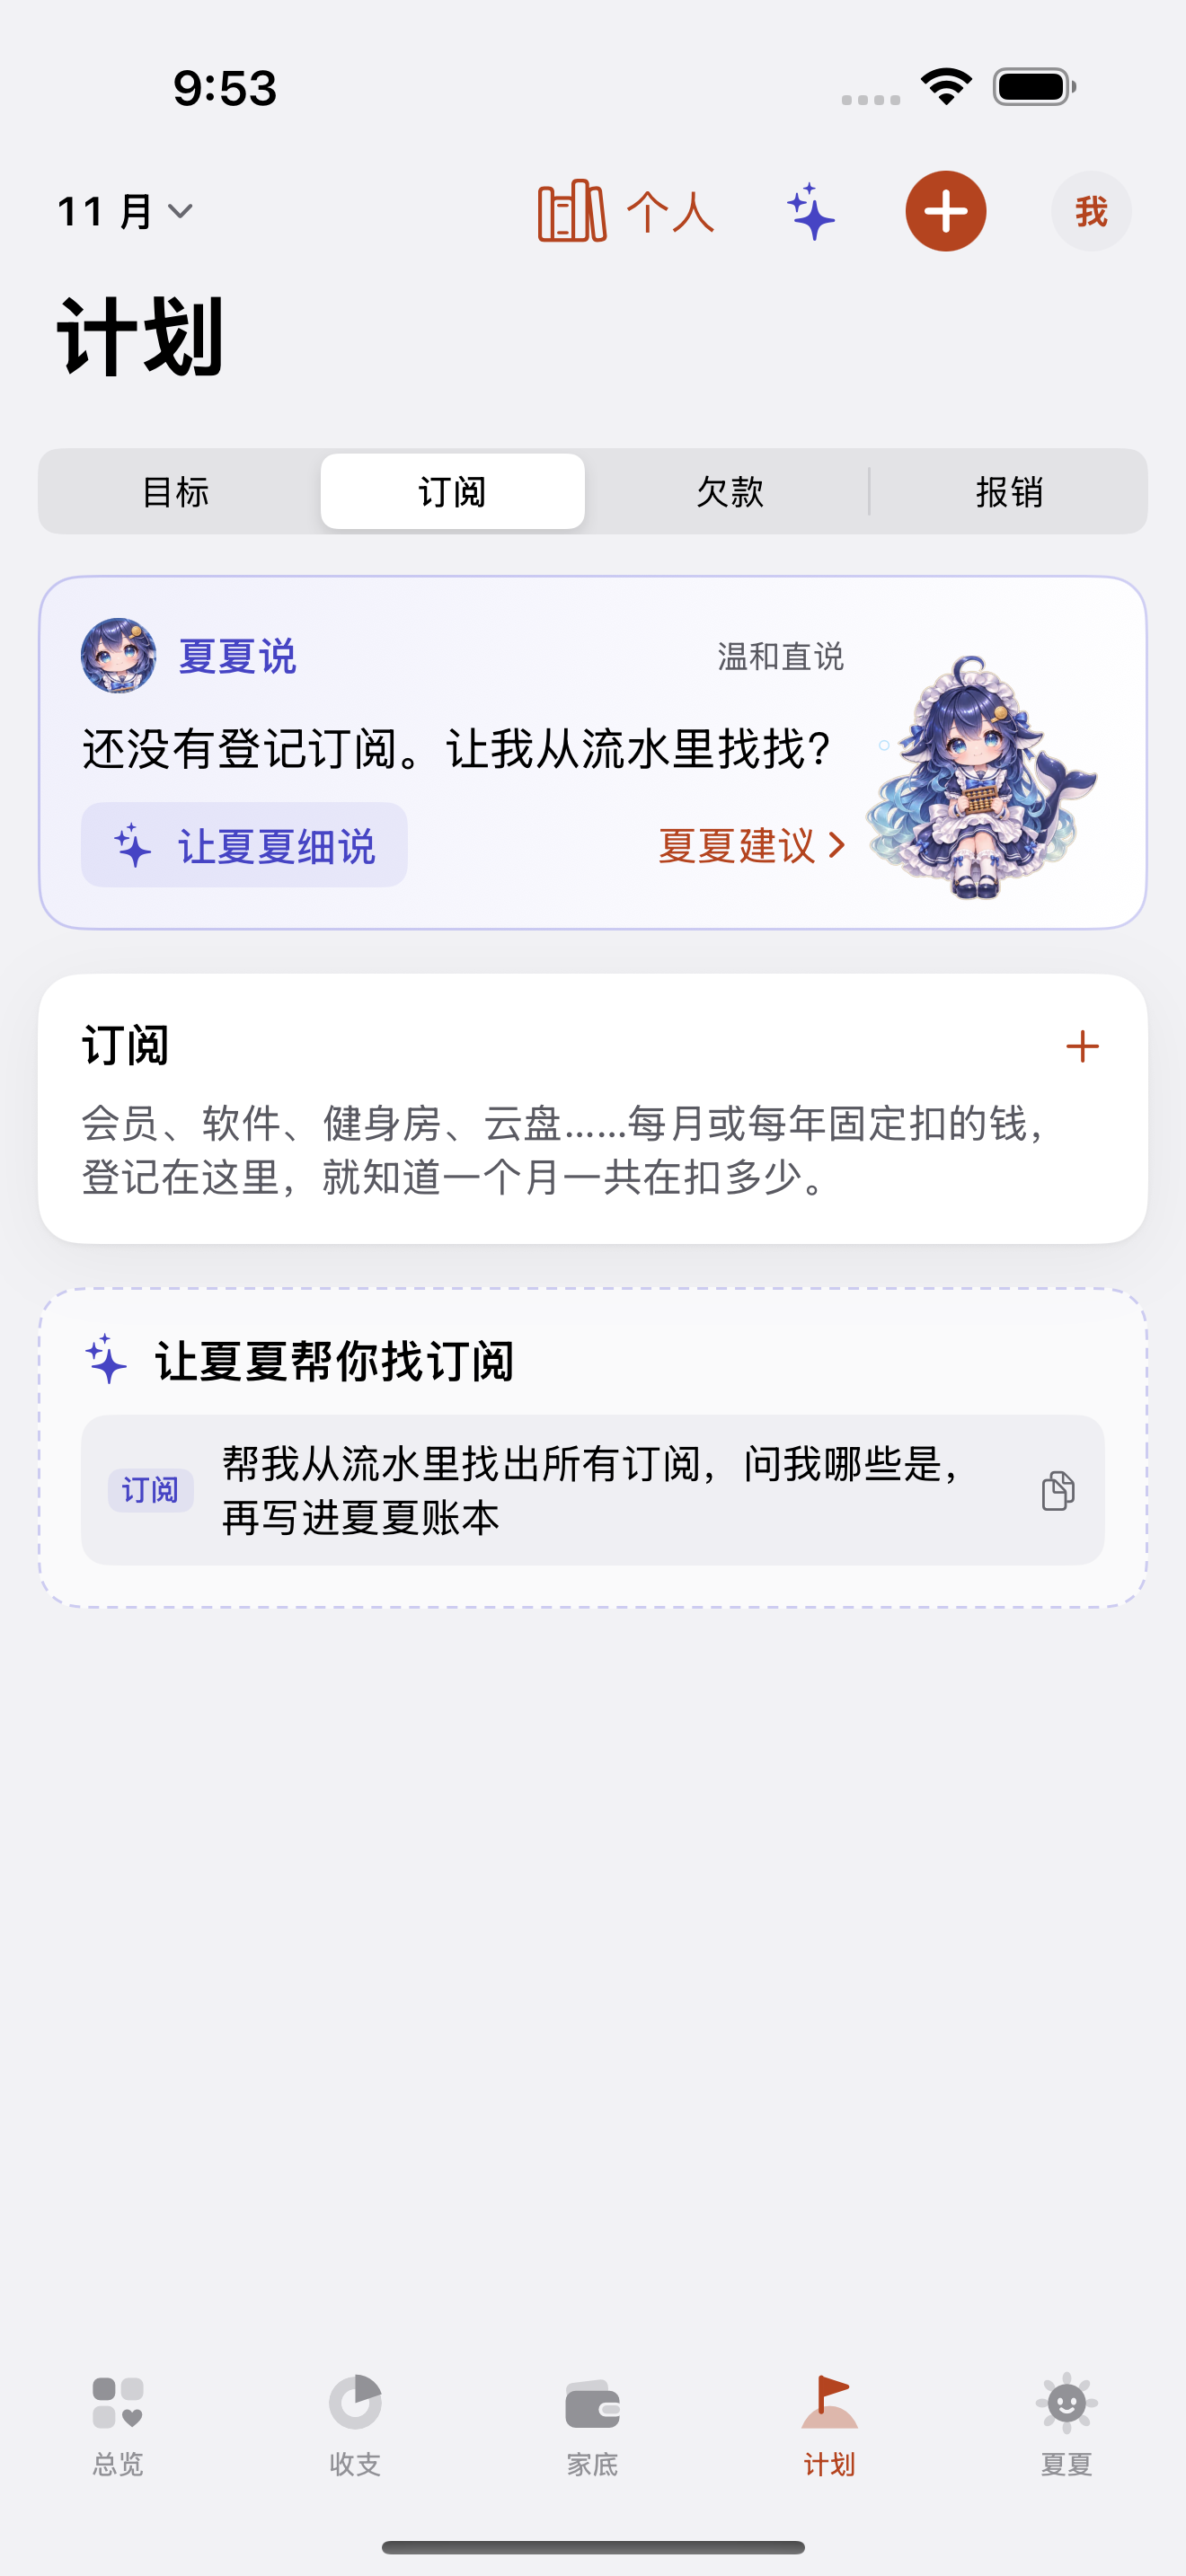 9:53
11 月
个人
我
计划
目标
订阅
欠款
报销
夏夏说
温和直说
还没有登记订阅。让我从流水里找找?
让夏夏细说
夏夏建议
订阅
会员、软件、健身房、云盘……每月或每年固定扣的钱，
登记在这里，就知道一个月一共在扣多少。
让夏夏帮你找订阅
订阅
帮我从流水里找出所有订阅，问我哪些是，
再写进夏夏账本
总览
收支
家底
计划
夏夏